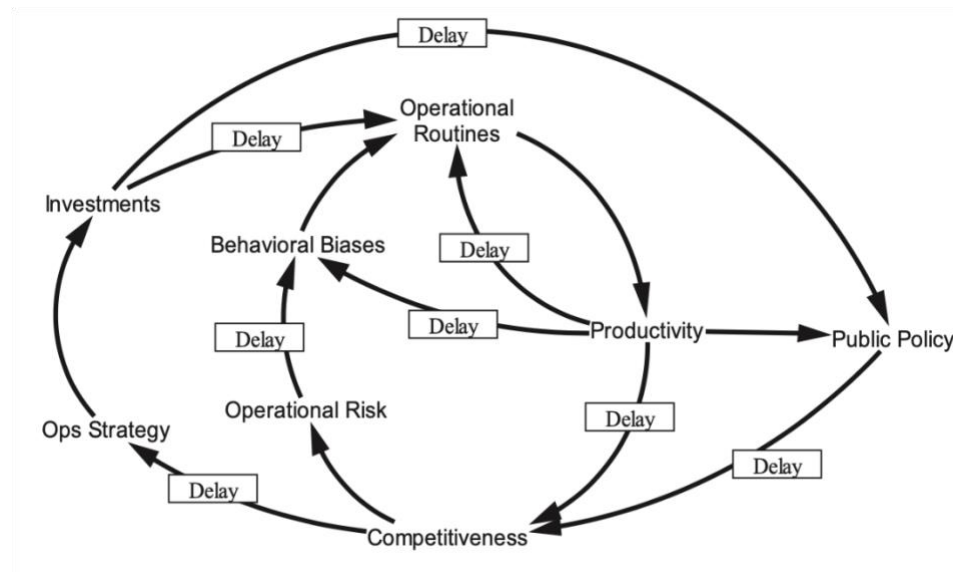 Delay
Operational
Routines
Delay
Investments
Behavioral Biases
Delay
Delay
Productivity
Public Policy
Delay
Operational Risk
Delay
Ops Strategy
Delay
Delay
Competitiveness